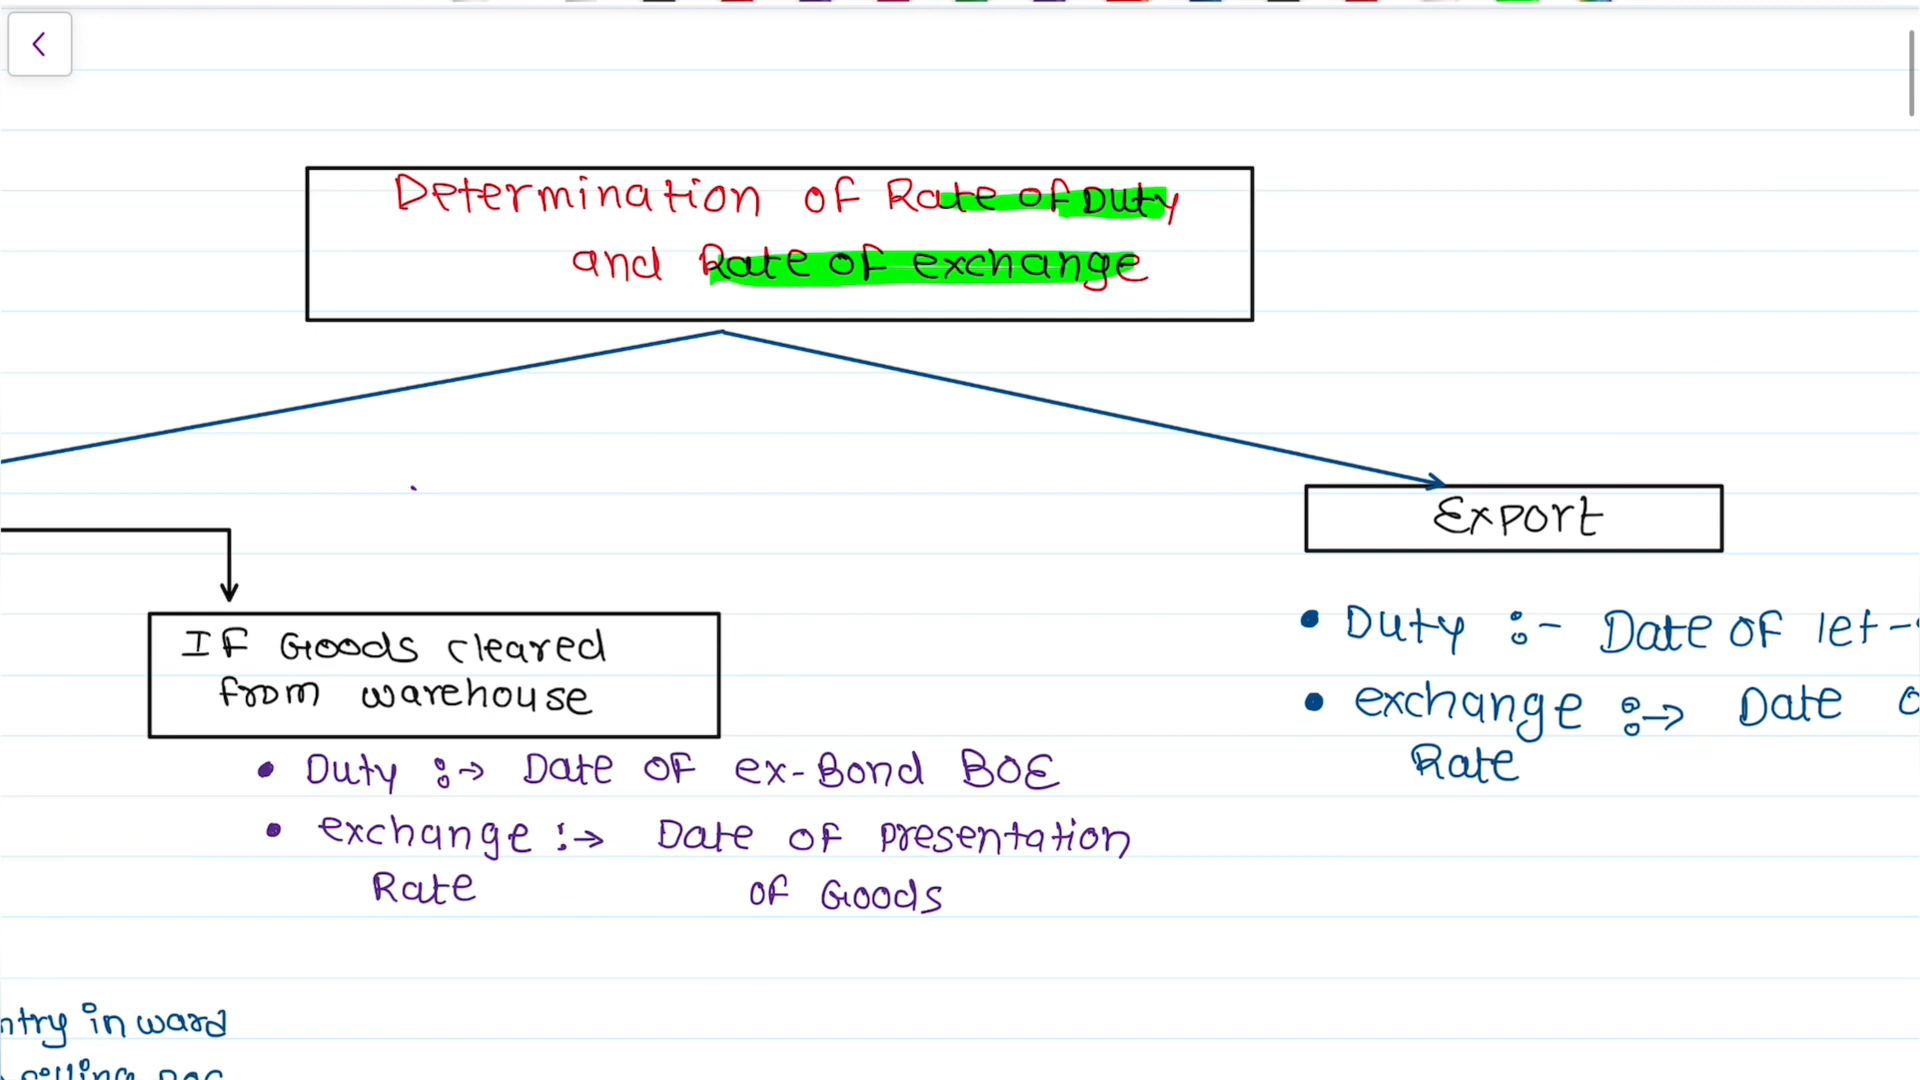 Determination of Rate of Duty
and Rate of exchange
Export
IF Goods cleared
from warehouse
• Duty :- Date of let-
• exchange :→ Date
Rate
• Duty :→ Date of ex-Bond BOE
• exchange :→ Date of presentation
Rate of Goods
ntry in ward